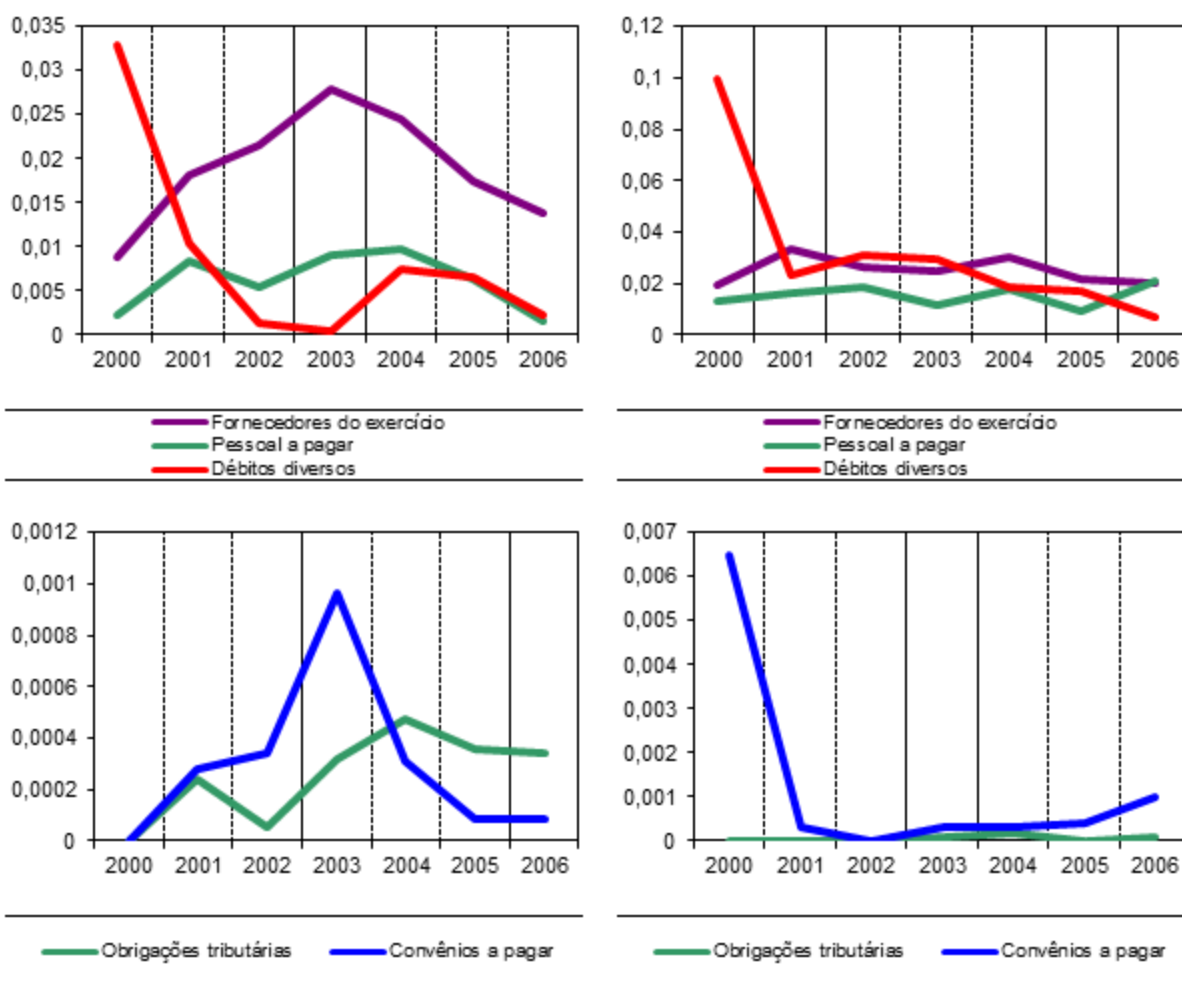 0,035
0,03
0,025
0,02
0,015
0,01
0,005
0
2000 2001 2002 2003 2004 2005 2006
Fornecedores do exercício
Pessoal a pagar
Débitos diversos
0,12
0,1
0,08
0,06
0,04
0,02
0
2000 2001 2002 2003 2004 2005 2006
Fornecedores do exercício
Pessoal a pagar
Débitos diversos
0,0012
0,001
0,0008
0,0006
0,0004
0,0002
0
2000 2001 2002 2003 2004 2005 2006
Obrigações tributárias Convênios a pagar
0,007
0,006
0,005
0,004
0,003
0,002
0,001
0
2000 2001 2002 2003 2004 2005 2006
Obrigações tributárias Convênios a pagar